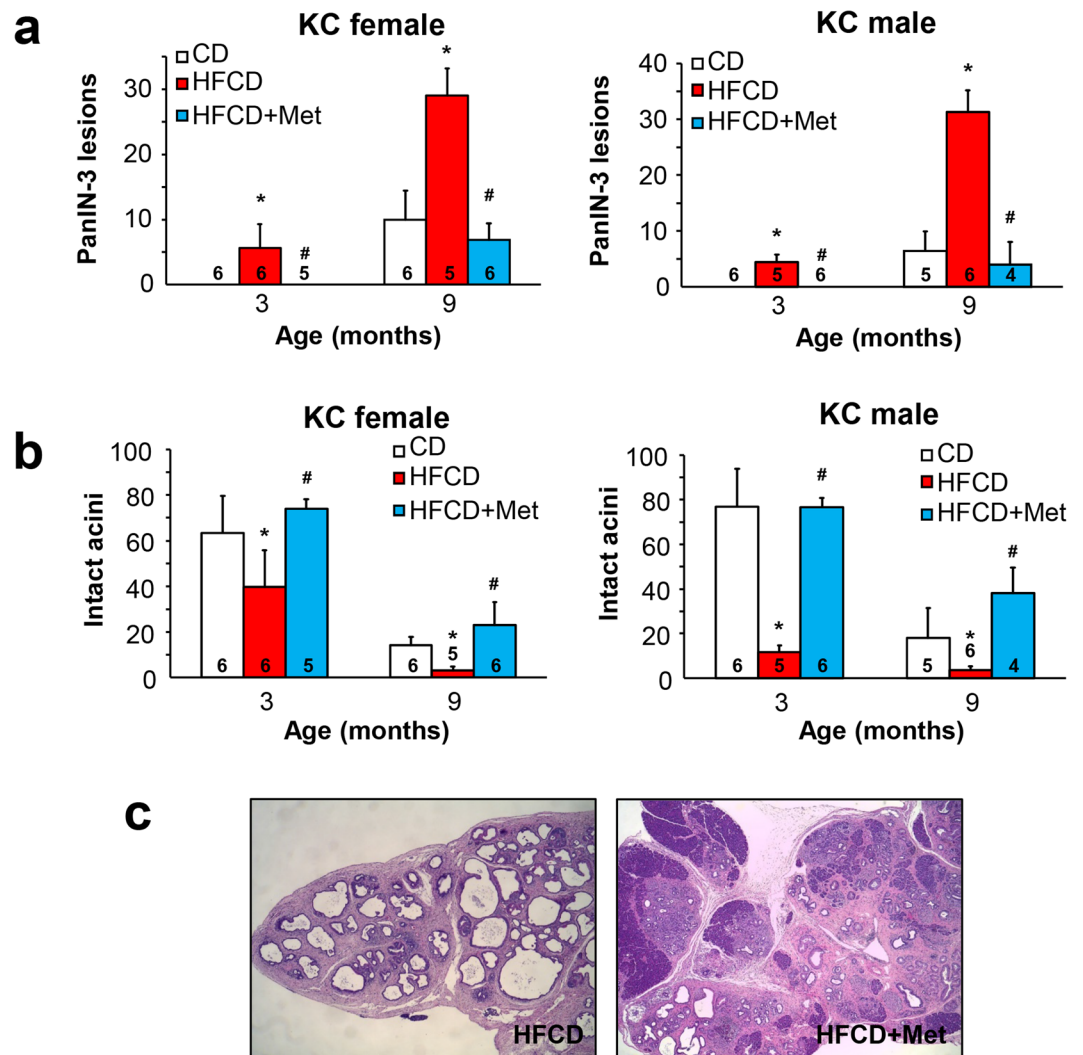 a
KC female
CD
HFCD
HFCD+Met
PanIN-3 lesions
30
20
10
0
*
#
*
#
6 6 5
6 5 6
3 9
Age (months)
KC male
CD
HFCD
HFCD+Met
PanIN-3 lesions
40
30
20
10
0
*
#
*
#
6 5 6
5 6 4
3 9
Age (months)
b
KC female
CD
HFCD
HFCD+Met
Intact acini
100
80
60
40
20
0
*
#
*
#
6 6 5
6 5 6
3 9
Age (months)
KC male
CD
HFCD
HFCD+Met
Intact acini
100
80
60
40
20
0
*
#
*
#
6 5 6
5 6 4
3 9
Age (months)
c
HFCD
HFCD+Met